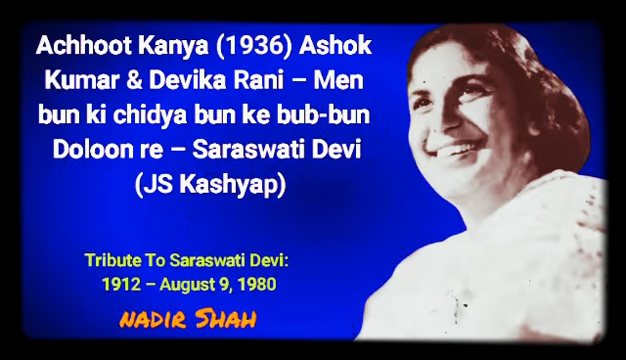 Achhoot Kanya (1936) Ashok
Kumar & Devika Rani – Men
bun ki chidya bun ke bub-bun
Doloon re – Saraswati Devi
(JS Kashyap)
Tribute To Saraswati Devi:
1912 – August 9, 1980
NADIR SHAH